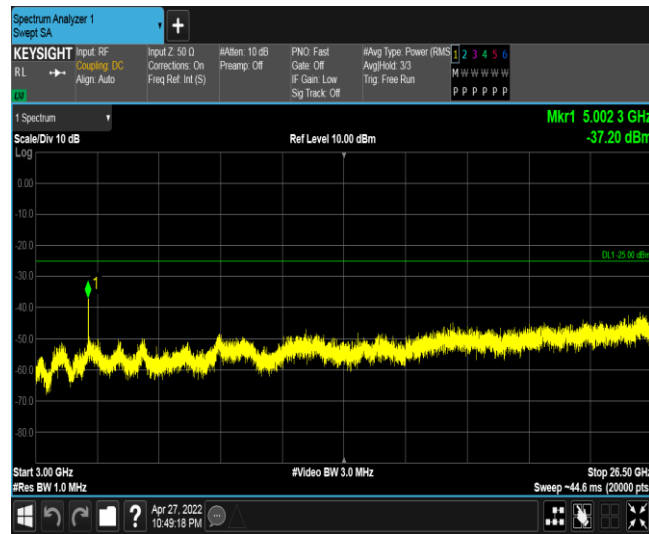 Spectrum Analyzer 1
Swept SA
KEYSIGHT
RL
Input: RF
Coupling: DC
Align: Auto
Input Z: 50 Ω
Corrections: On
Freq Ref: Int (S)
#Atten: 10 dB
Preamp: Off
PNO: Fast
Gate: Off
IF Gain: Low
Sig Track: Off
#Avg Type: Power (RMS
Avg|Hold: 3/3
Trig: Free Run
1 2 3 4 5 6
M W W W W W
P P P P P P
1 Spectrum
Scale/Div 10 dB
Log
Ref Level 10.00 dBm
Mkr1 5.002 3 GHz
-37.20 dBm
0.00
-10.0
-20.0
DL1 -25.00 dBm
-30.0
1
-40.0
-50.0
-60.0
-70.0
-80.0
Start 3.00 GHz
#Res BW 1.0 MHz
#Video BW 3.0 MHz
Stop 26.50 GHz
Sweep ~44.6 ms (20000 pts
?
Apr 27, 2022
10:49:18 PM